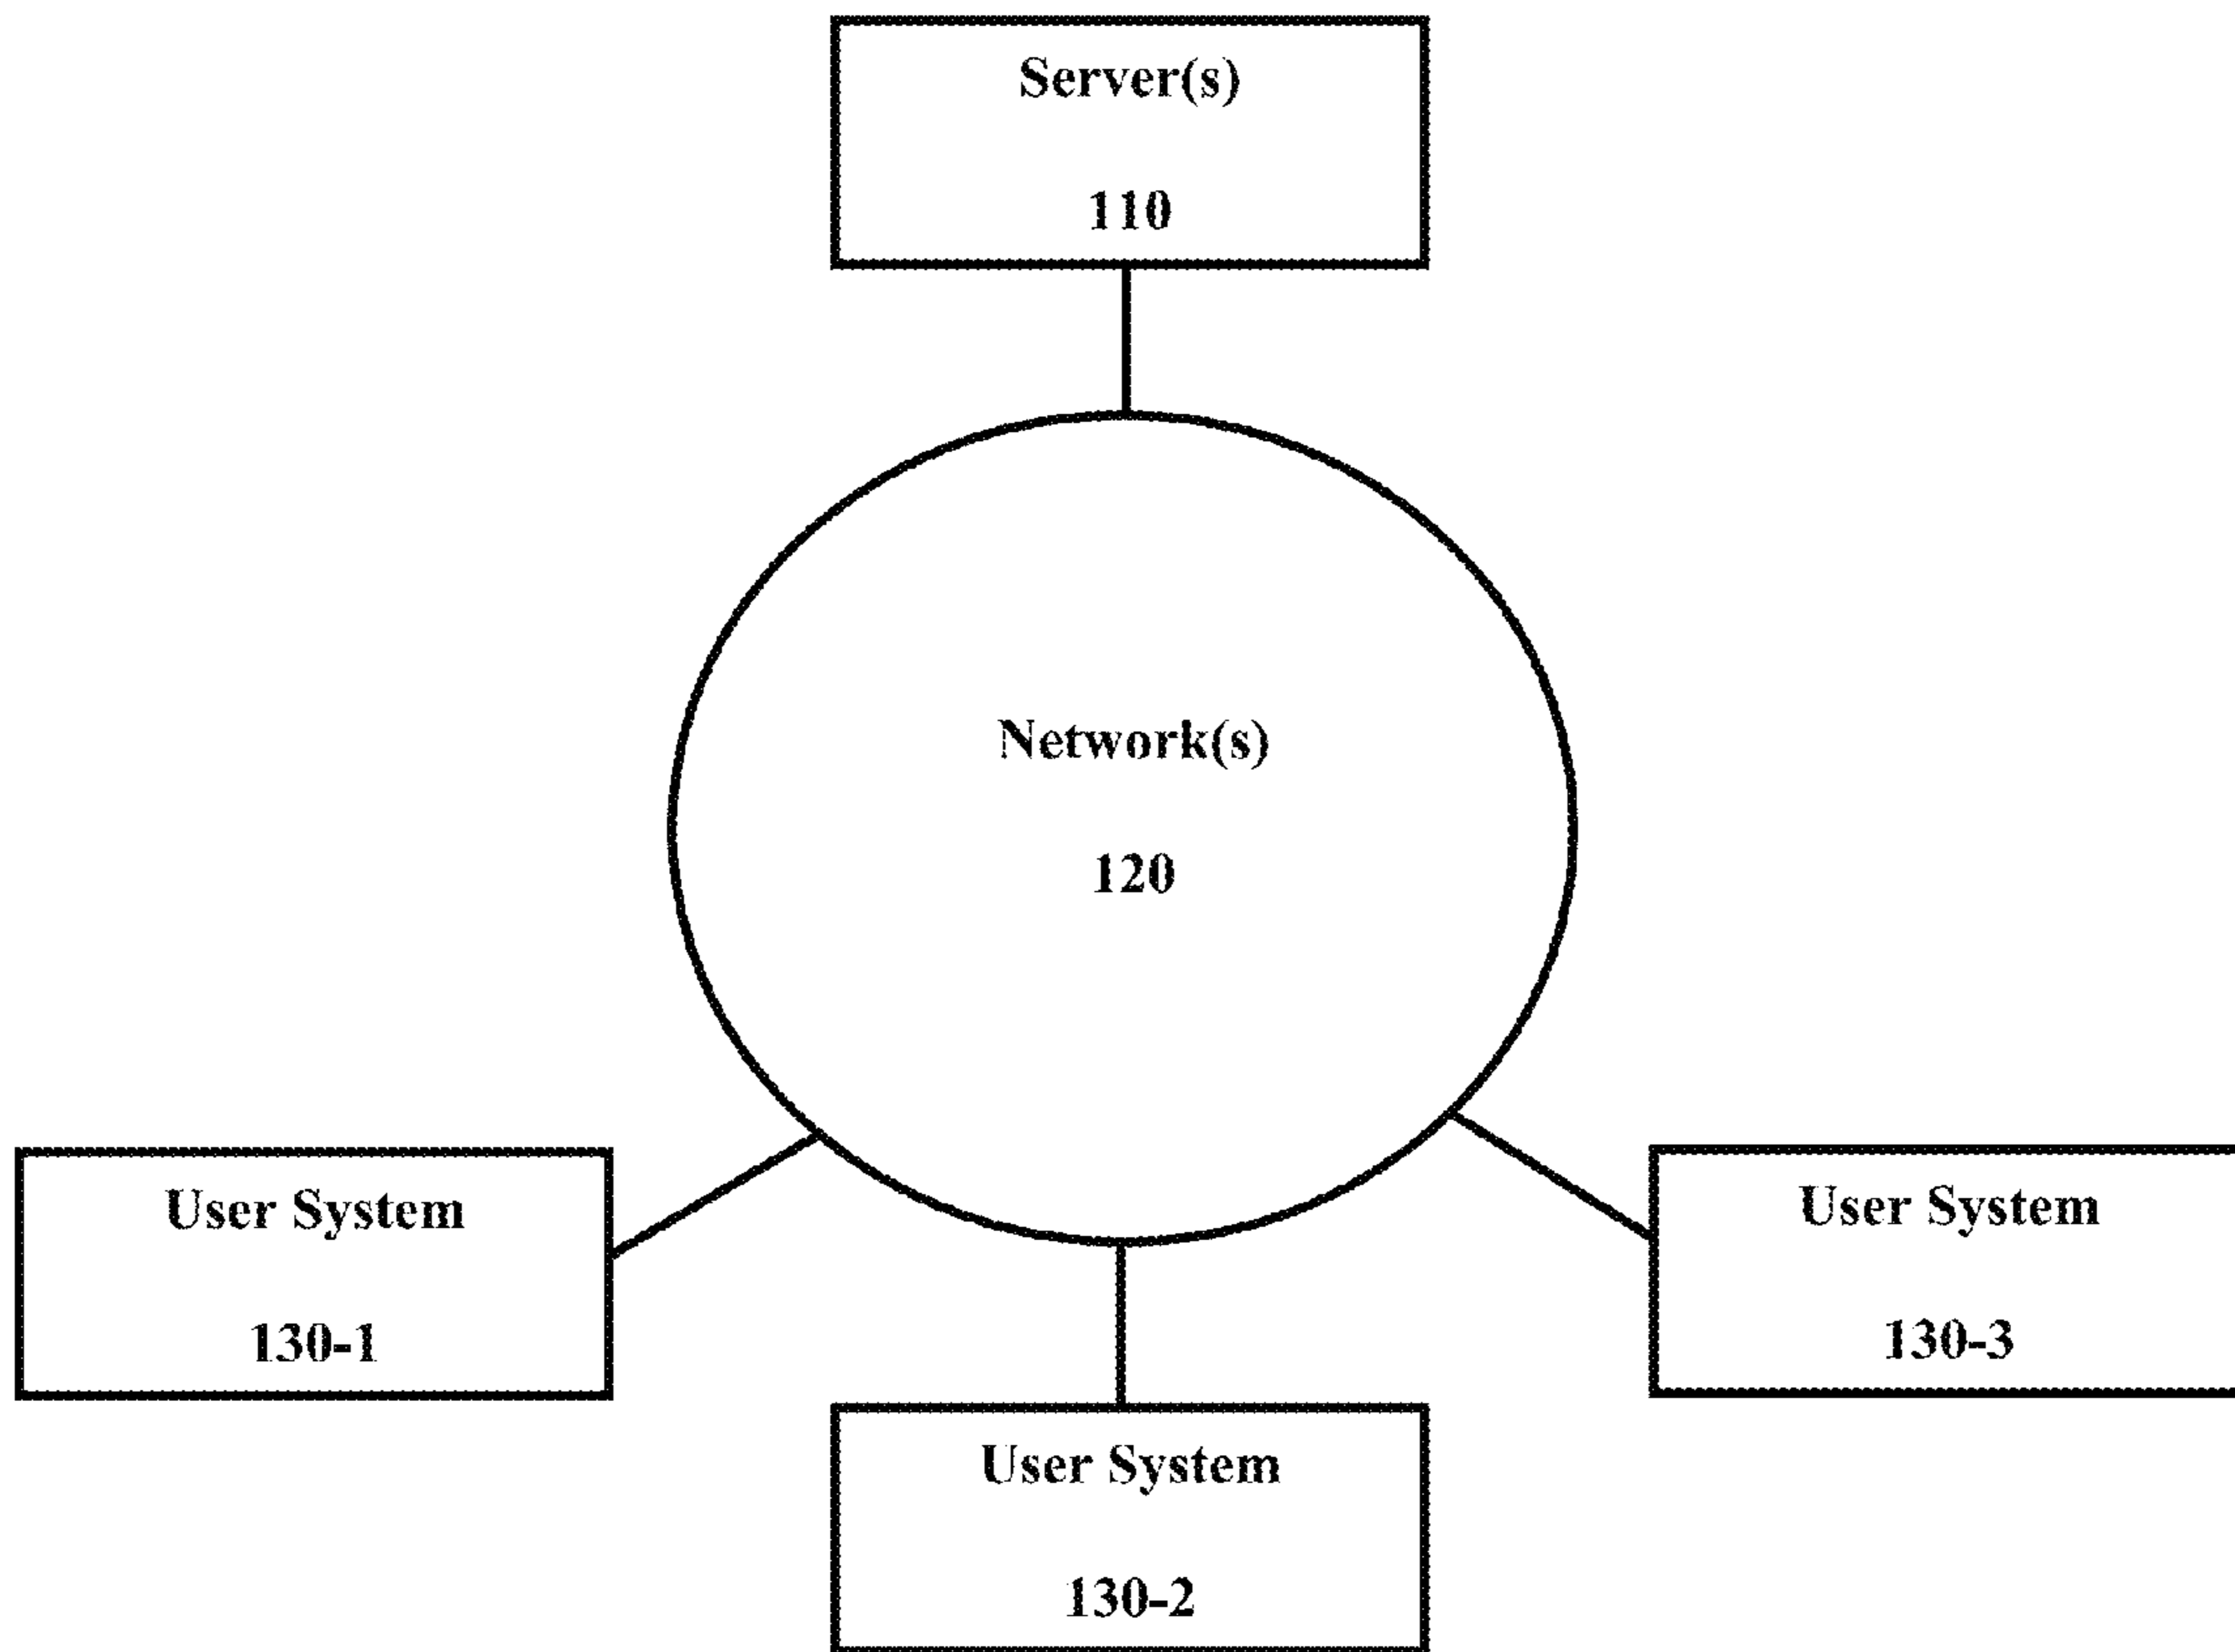 Server(s)
110
Network(s)
120
User System
130-1
User System
130-2
User System
130-3